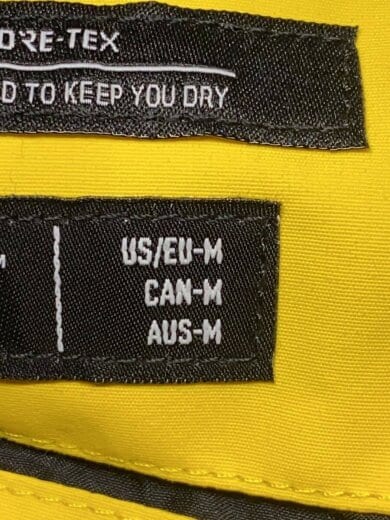 ORE-TEX
D TO KEEP YOU DRY
US/EU-M
CAN-M
AUS-M